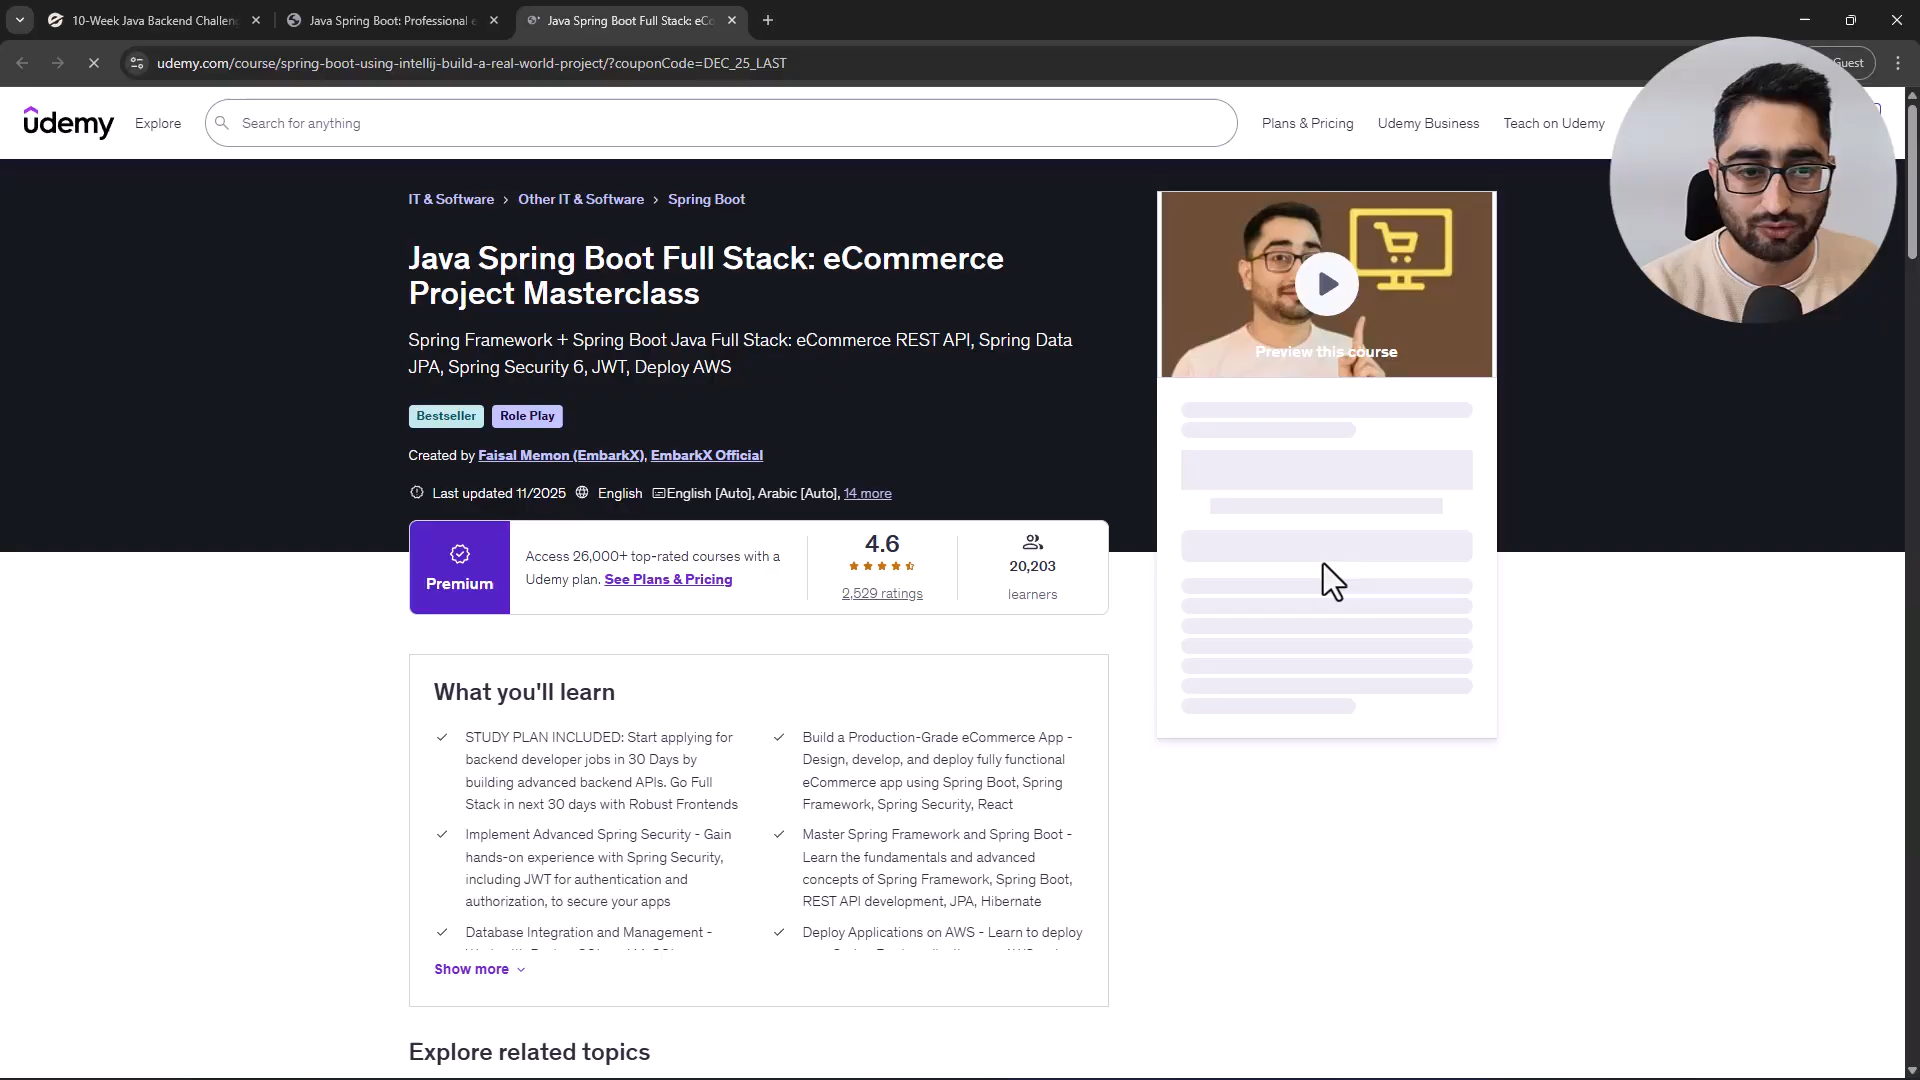 10-Week Java Backend Challen
Java Spring Boot: Professional e
Java Spring Boot Full Stack: eCo
udemy.com/course/spring-boot-using-intellij-build-a-real-world-project/?couponCode=DEC_25_LAST
Guest
udemy
Explore
Search for anything
Plans & Pricing
Udemy Business
Teach on Udemy
IT & Software
Other IT & Software
Spring Boot
Java Spring Boot Full Stack: eCommerce
Project Masterclass
Spring Framework + Spring Boot Java Full Stack: eCommerce REST API, Spring Data
JPA, Spring Security 6, JWT, Deploy AWS
Bestseller
Role Play
Created by Faisal Memon (EmbarkX), EmbarkX Official
Last updated 11/2025
English
English [Auto], Arabic [Auto], 14 more
Preview this course
Premium
Access 26,000+ top-rated courses with a
Udemy plan. See Plans & Pricing
4.6
2,529 ratings
20,203
learners
What you'll learn
STUDY PLAN INCLUDED: Start applying for
backend developer jobs in 30 Days by
building advanced backend APIs. Go Full
Stack in next 30 days with Robust Frontends
Build a Production-Grade eCommerce App -
Design, develop, and deploy fully functional
eCommerce app using Spring Boot, Spring
Framework, Spring Security, React
Implement Advanced Spring Security - Gain
hands-on experience with Spring Security,
including JWT for authentication and
authorization, to secure your apps
Master Spring Framework and Spring Boot -
Learn the fundamentals and advanced
concepts of Spring Framework, Spring Boot,
REST API development, JPA, Hibernate
Database Integration and Management -
Deploy Applications on AWS - Learn to deploy
Show more
Explore related topics